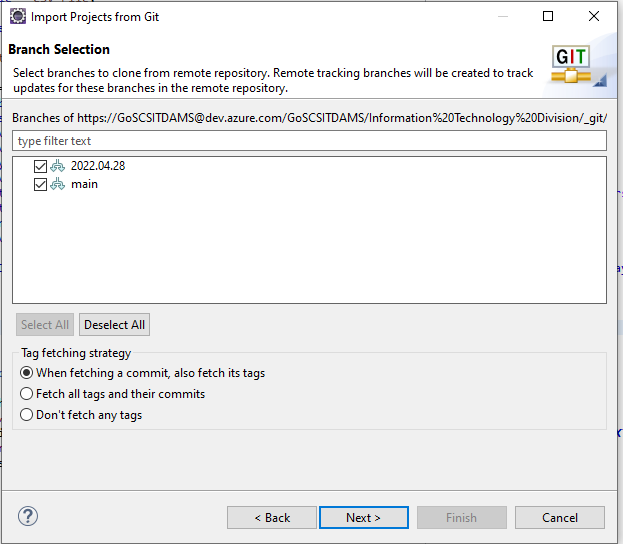 Import Projects from Git
Branch Selection
Select branches to clone from remote repository. Remote tracking branches will be created to track
updates for these branches in the remote repository.
GIT
Branches of https://GoSCSITDAMS@dev.azure.com/GoSCSITDAMS/Information%20Technology%20Division/_git/
type filter text
2022.04.28
main
Select All
Deselect All
Tag fetching strategy
When fetching a commit, also fetch its tags
Fetch all tags and their commits
Don't fetch any tags
?
< Back
Next >
Finish
Cancel